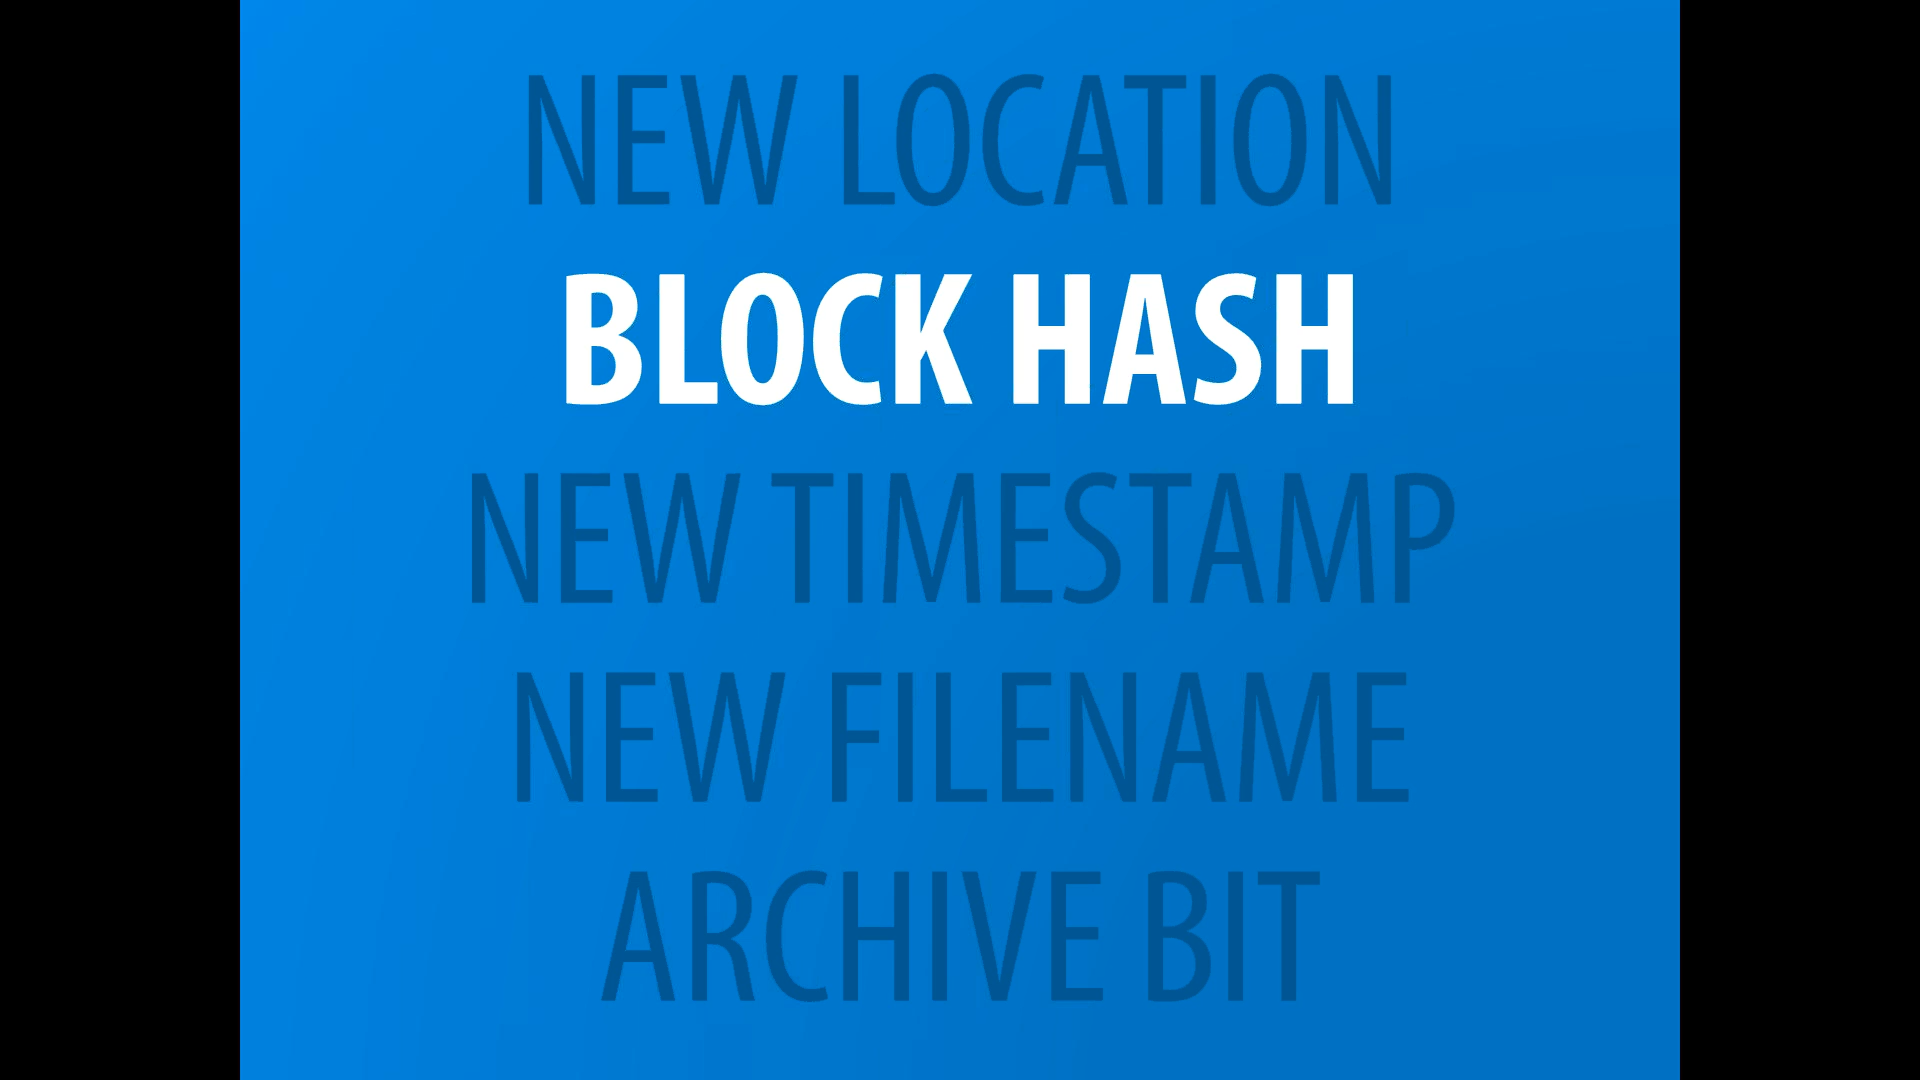 NEW LOCATION
BLOCK HASH
NEW TIMESTAMP
NEW FILENAME
ARCHIVE BIT